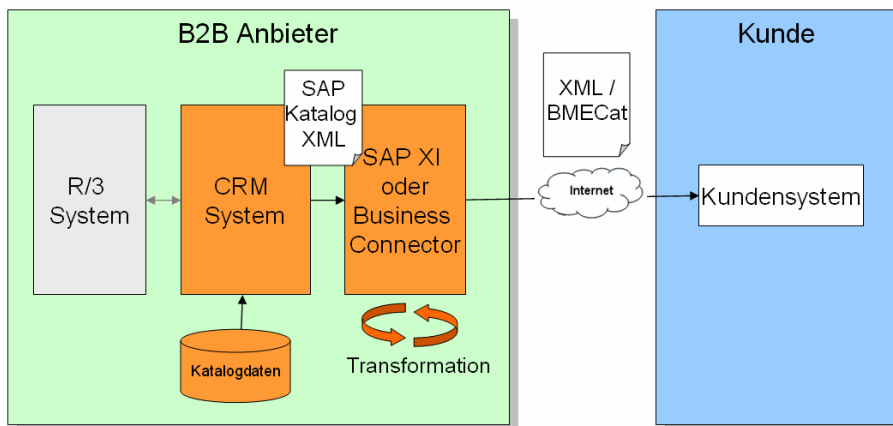 B2B Anbieter
Kunde
SAP
Katalog
XML
XML /
BMECat
R/3
System
CRM
System
SAP XI
oder
Business
Connector
Internet
Kundensystem
Katalogdaten
Transformation